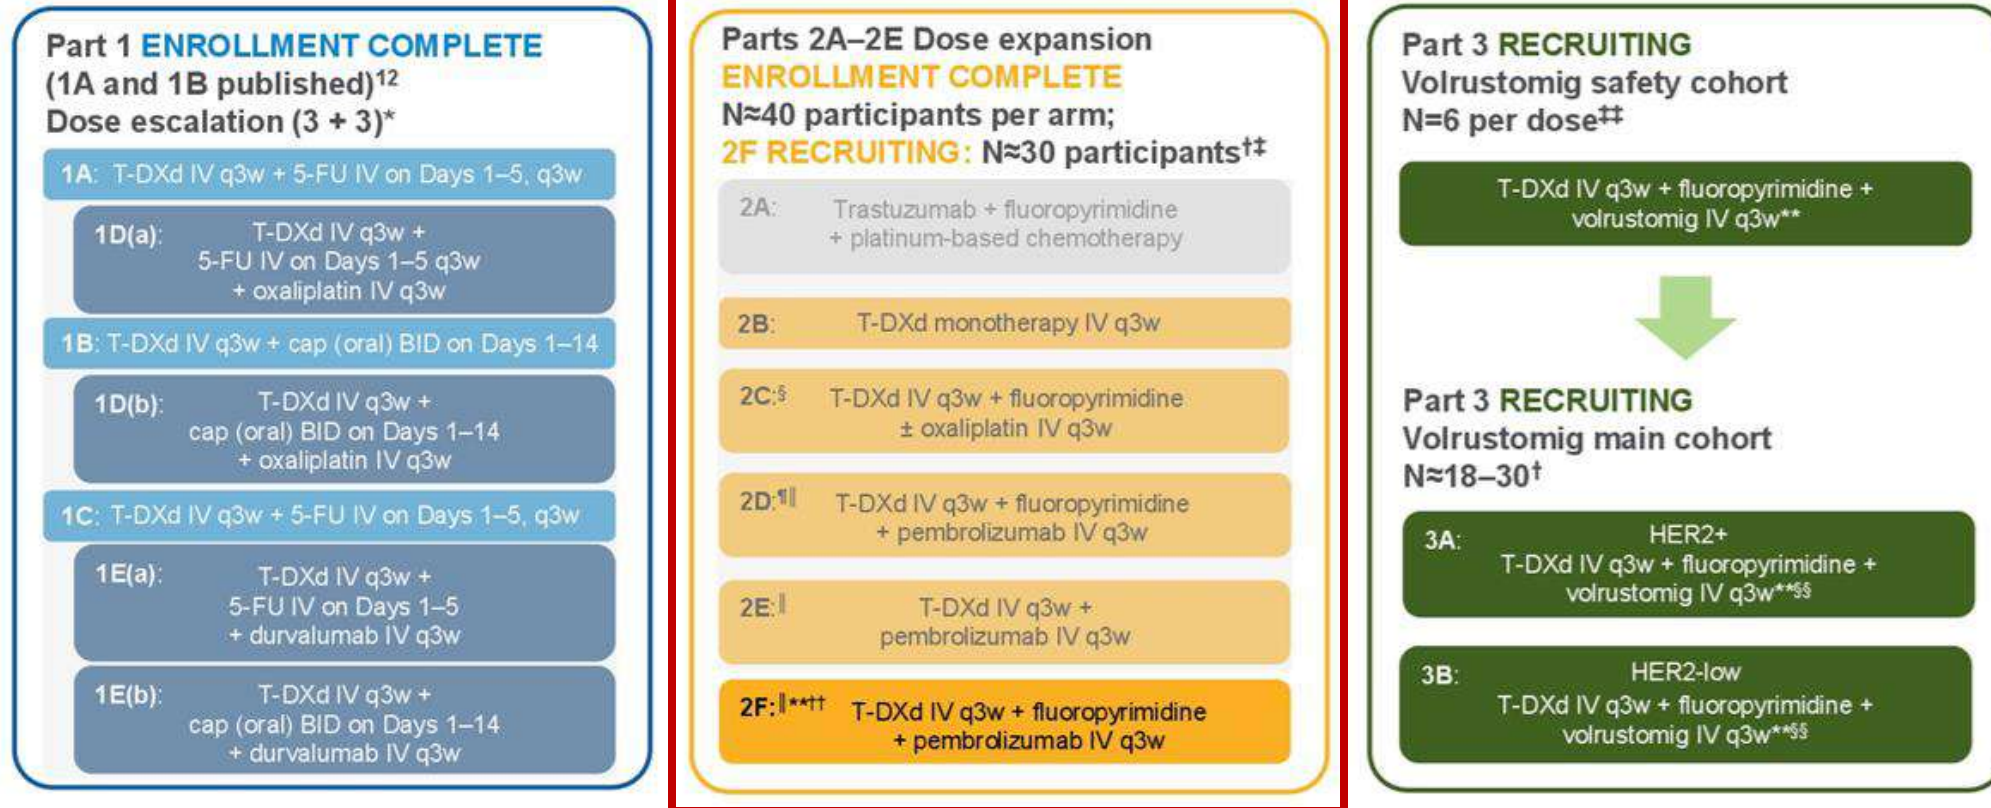 Part 1 ENROLLMENT COMPLETE
(1A and 1B published)¹²
Dose escalation (3 + 3)*
1A: T-DXd IV q3w + 5-FU IV on Days 1–5, q3w
1D(a): T-DXd IV q3w +
5-FU IV on Days 1–5 q3w
+ oxaliplatin IV q3w
1B: T-DXd IV q3w + cap (oral) BID on Days 1–14
1D(b): T-DXd IV q3w +
cap (oral) BID on Days 1–14
+ oxaliplatin IV q3w
1C: T-DXd IV q3w + 5-FU IV on Days 1–5, q3w
1E(a): T-DXd IV q3w +
5-FU IV on Days 1–5
+ durvalumab IV q3w
1E(b): T-DXd IV q3w +
cap (oral) BID on Days 1–14
+ durvalumab IV q3w
Parts 2A–2E Dose expansion
ENROLLMENT COMPLETE
N≈40 participants per arm;
2F RECRUITING: N≈30 participants†‡
2A: Trastuzumab + fluoropyrimidine
+ platinum-based chemotherapy
2B: T-DXd monotherapy IV q3w
2C:§ T-DXd IV q3w + fluoropyrimidine
± oxaliplatin IV q3w
2D:¶‖ T-DXd IV q3w + fluoropyrimidine
+ pembrolizumab IV q3w
2E:‖ T-DXd IV q3w +
pembrolizumab IV q3w
2F:‖**†† T-DXd IV q3w + fluoropyrimidine
+ pembrolizumab IV q3w
Part 3 RECRUITING
Volrustomig safety cohort
N=6 per dose‡‡
T-DXd IV q3w + fluoropyrimidine +
volrustomig IV q3w**
Part 3 RECRUITING
Volrustomig main cohort
N≈18–30†
3A: HER2+
T-DXd IV q3w + fluoropyrimidine +
volrustomig IV q3w**§§
3B: HER2-low
T-DXd IV q3w + fluoropyrimidine +
volrustomig IV q3w**§§